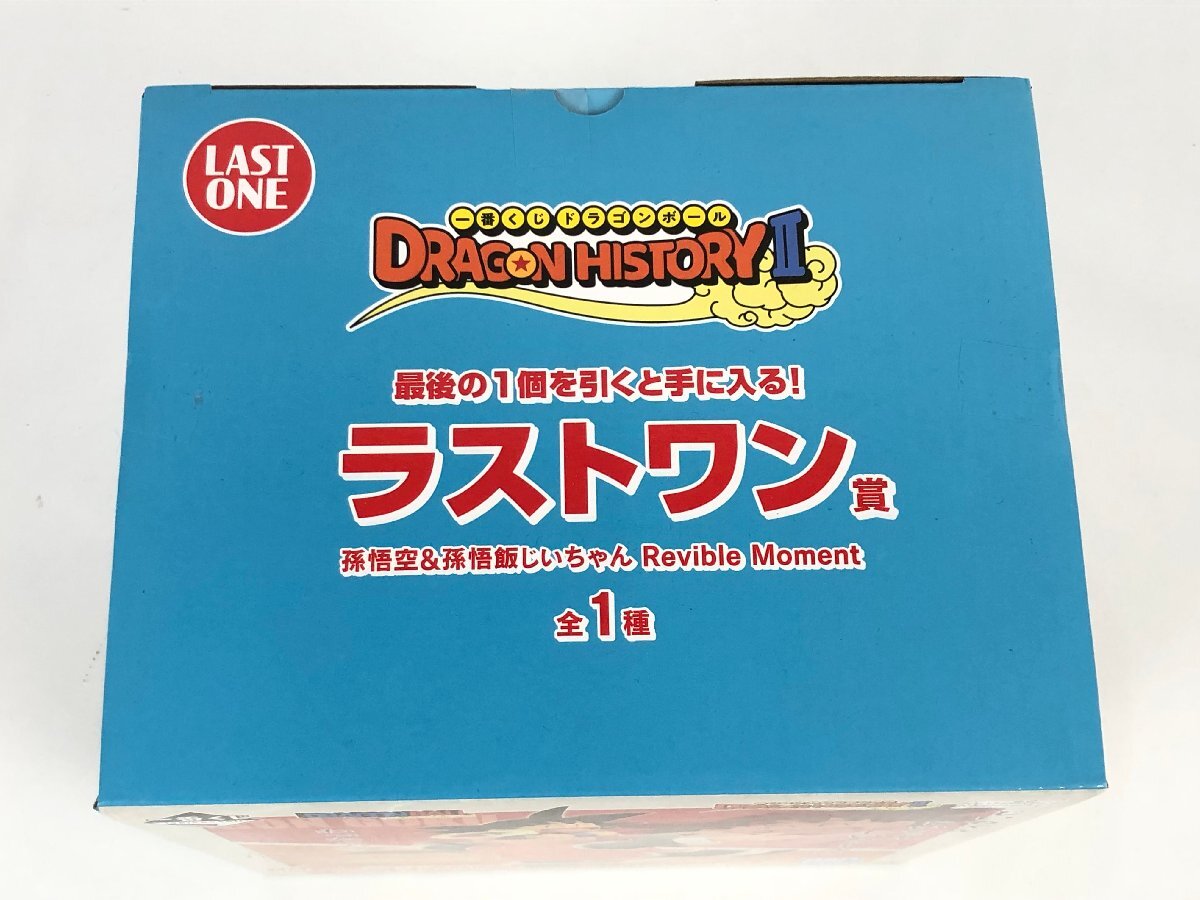 LAST
ONE
一番くじ ドラゴンボール
DRAGON HISTORY II
最後の1個を引くと手に入る!
ラストワン賞
孫悟空&孫悟飯じいちゃん Revible Moment
全1種